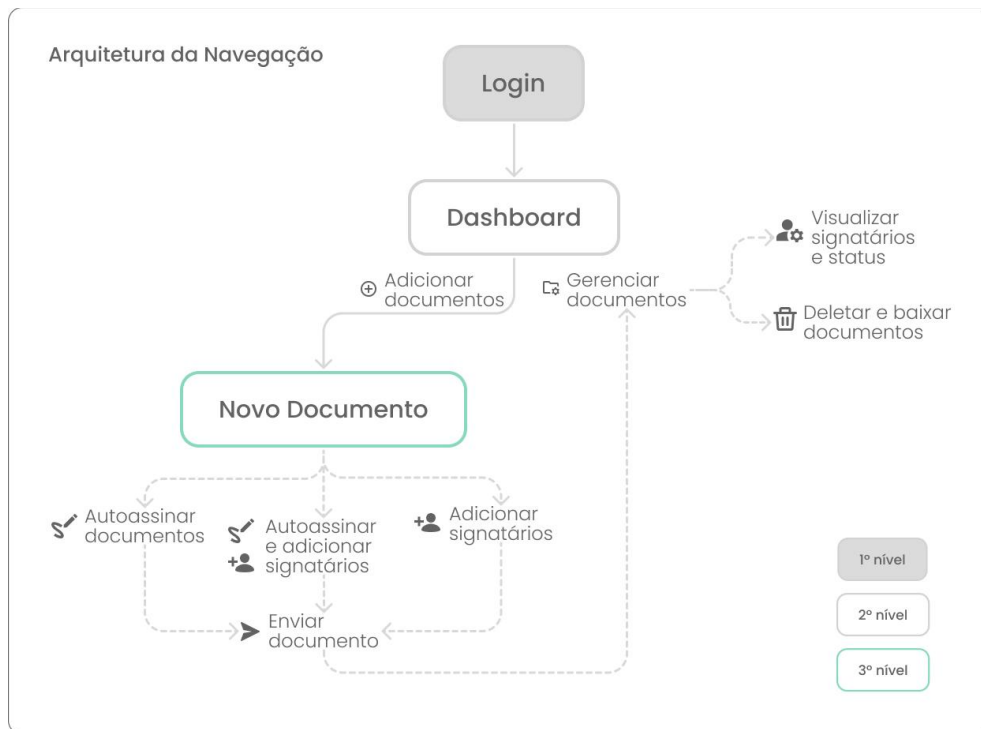 Arquitetura da Navegação
Login
Dashboard
Adicionar
documentos
Gerenciar
documentos
Visualizar
signatários
e status
Deletar e baixar
documentos
Novo Documento
Autoassinar
documentos
Autoassinar
e adicionar
signatários
Adicionar
signatários
Enviar
documento
1º nível
2º nível
3º nível